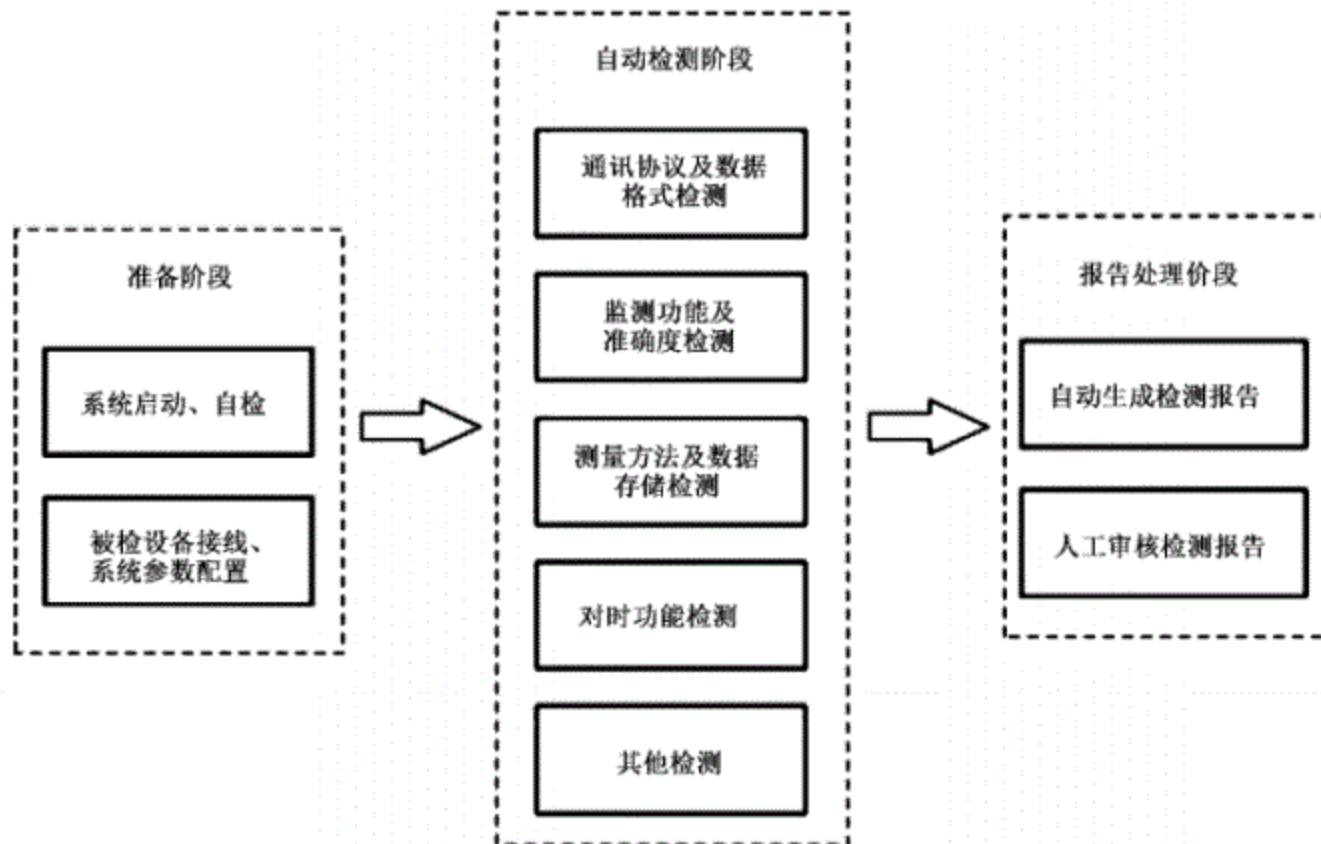 准备阶段
系统启动、自检
被检设备接线、
系统参数配置
自动检测阶段
通讯协议及数据
格式检测
监测功能及
准确度检测
测量方法及数据
存储检测
对时功能检测
其他检测
报告处理价段
自动生成检测报告
人工审核检测报告